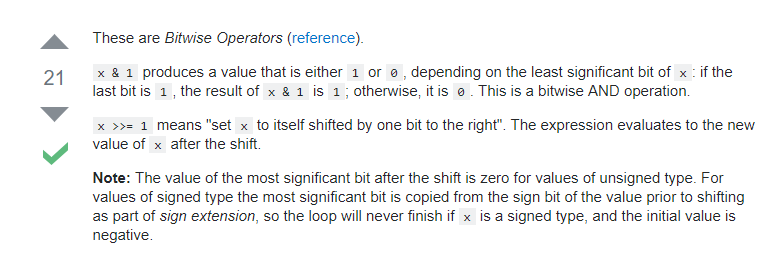 These are Bitwise Operators (reference).
21
x & 1 produces a value that is either 1 or 0 , depending on the least significant bit of x : if the
last bit is 1 , the result of x & 1 is 1 ; otherwise, it is 0 . This is a bitwise AND operation.
x >>= 1 means "set x to itself shifted by one bit to the right". The expression evaluates to the new
value of x after the shift.
Note: The value of the most significant bit after the shift is zero for values of unsigned type. For
values of signed type the most significant bit is copied from the sign bit of the value prior to shifting
as part of sign extension, so the loop will never finish if x is a signed type, and the initial value is
negative.